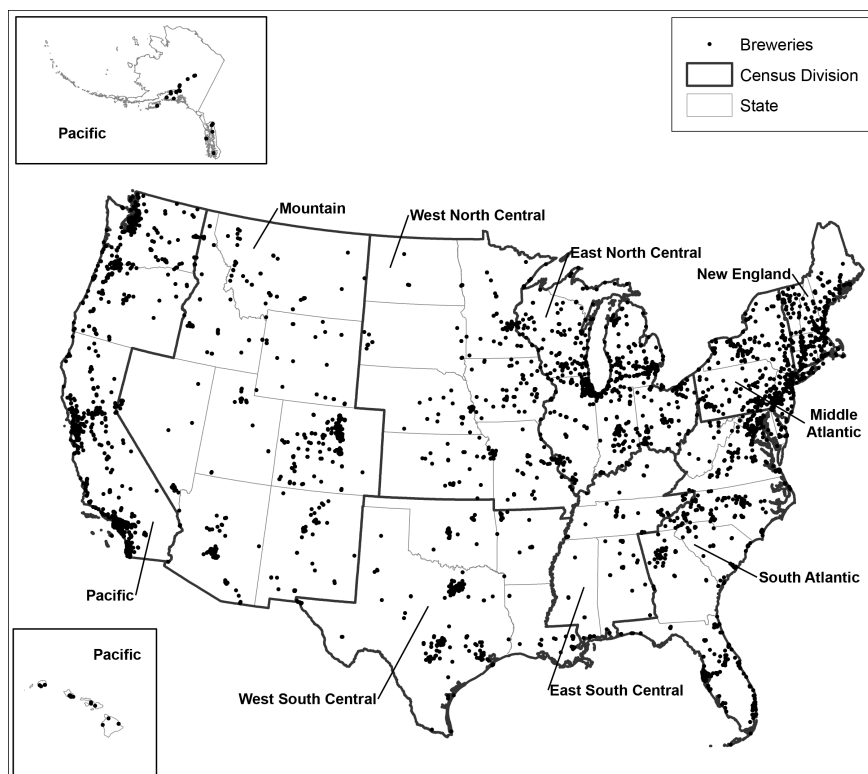 Breweries
Census Division
State
Pacific
Mountain
West North Central
East North Central
New England
Middle
Atlantic
South Atlantic
Pacific
Pacific
West South Central
East South Central